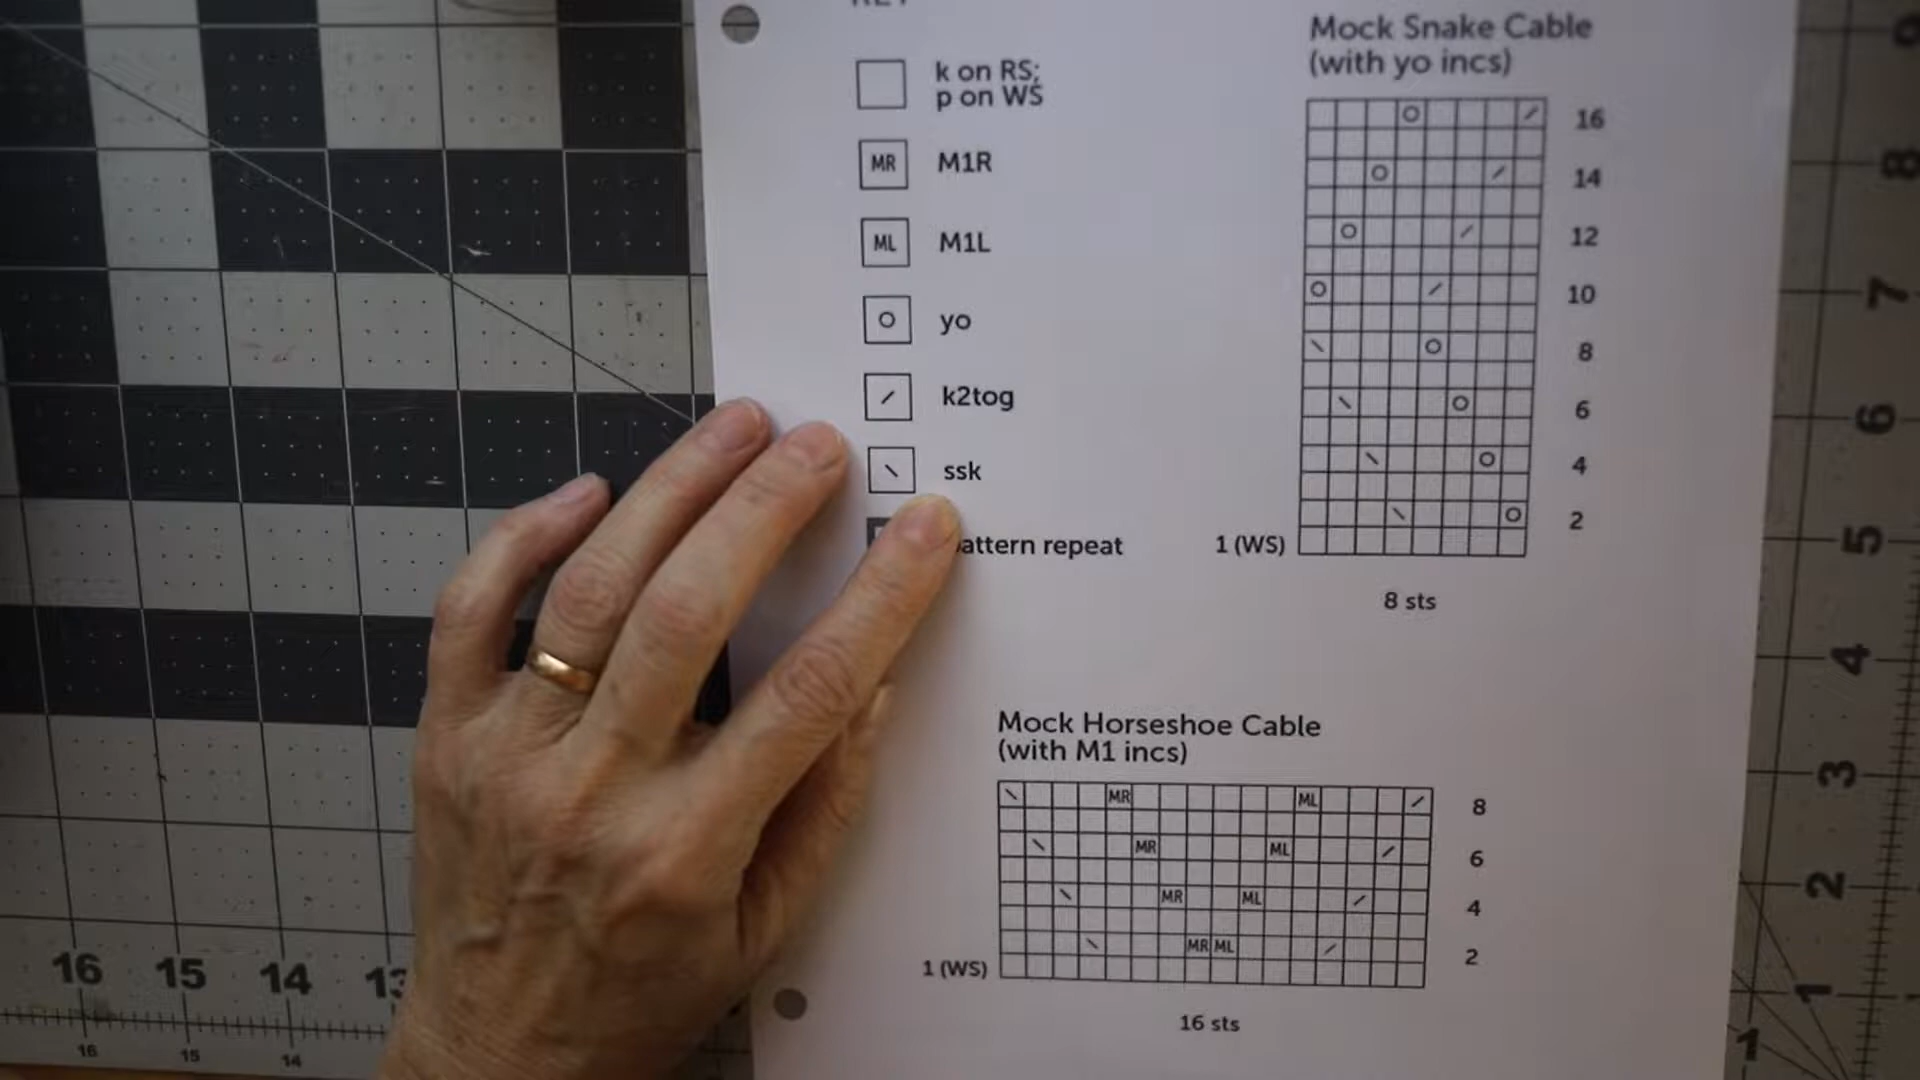 k on RS;
p on WS
MR M1R
ML M1L
yo
k2tog
ssk
pattern repeat
Mock Snake Cable
(with yo incs)
16
14
12
10
8
6
4
2
1 (WS)
8 sts
Mock Horseshoe Cable
(with M1 incs)
MR ML 8
MR ML 6
MR ML 4
MR ML 2
1 (WS)
16 sts
16 15 14
16 15 14
8
7
6
5
4
3
2
1
1